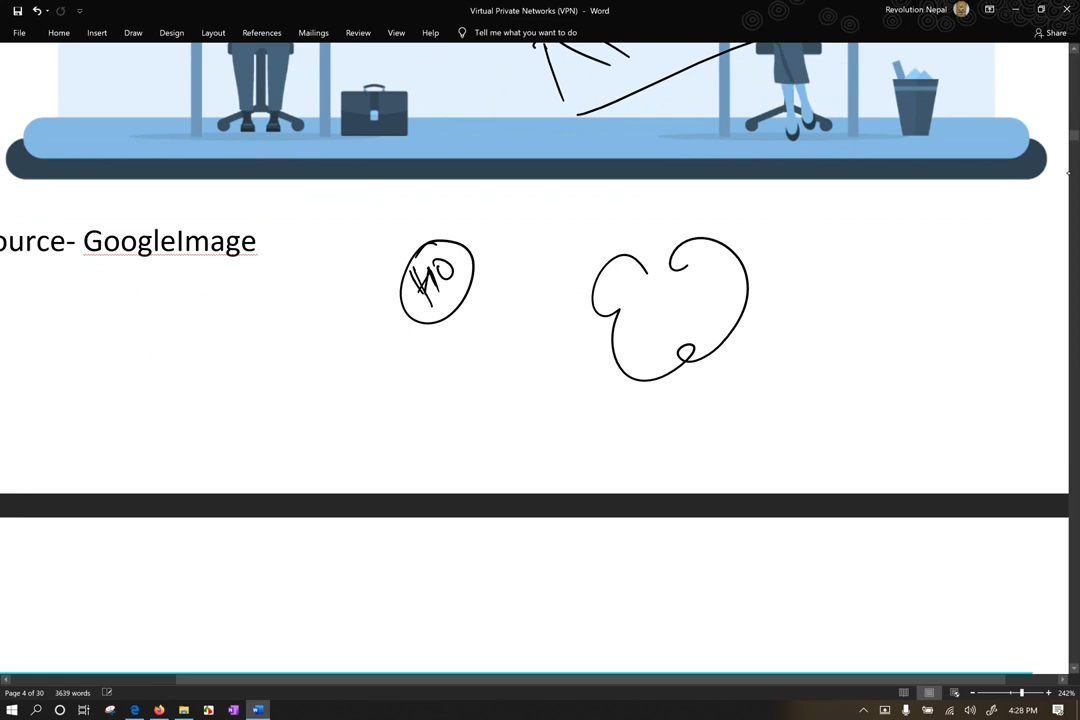 Virtual Private Networks (VPN) - Word
Revolution Nepal
File Home Insert Draw Design Layout References Mailings Review View Help Tell me what you want to do
Share
ource- GoogleImage
HO
Page 4 of 30 3639 words
242%
4:28 PM